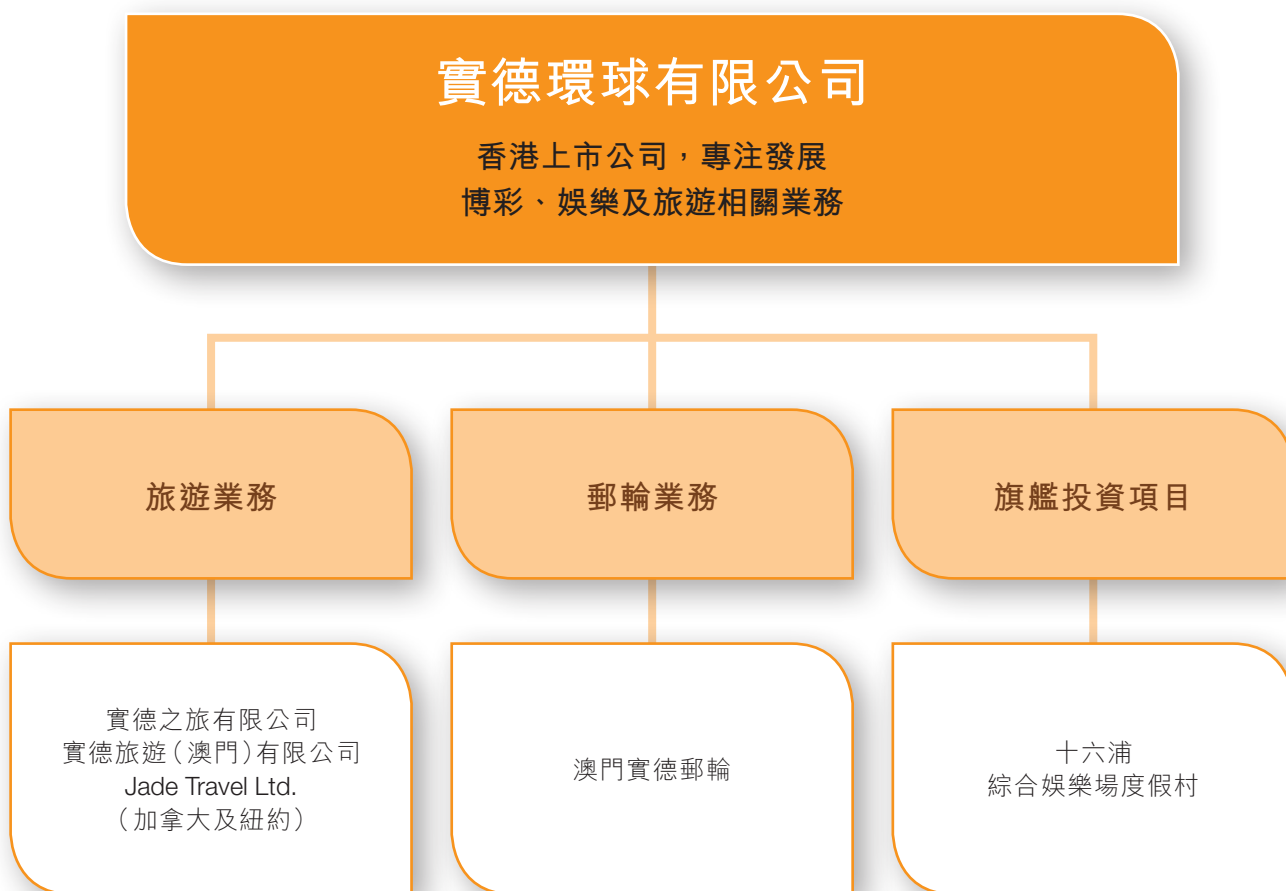 實德環球有限公司
香港上市公司，專注發展
博彩、娛樂及旅遊相關業務
旅遊業務
郵輪業務
旗艦投資項目
實德之旅有限公司
實德旅遊（澳門）有限公司
Jade Travel Ltd.
（加拿大及紐約）
澳門實德郵輪
十六浦
綜合娛樂場度假村